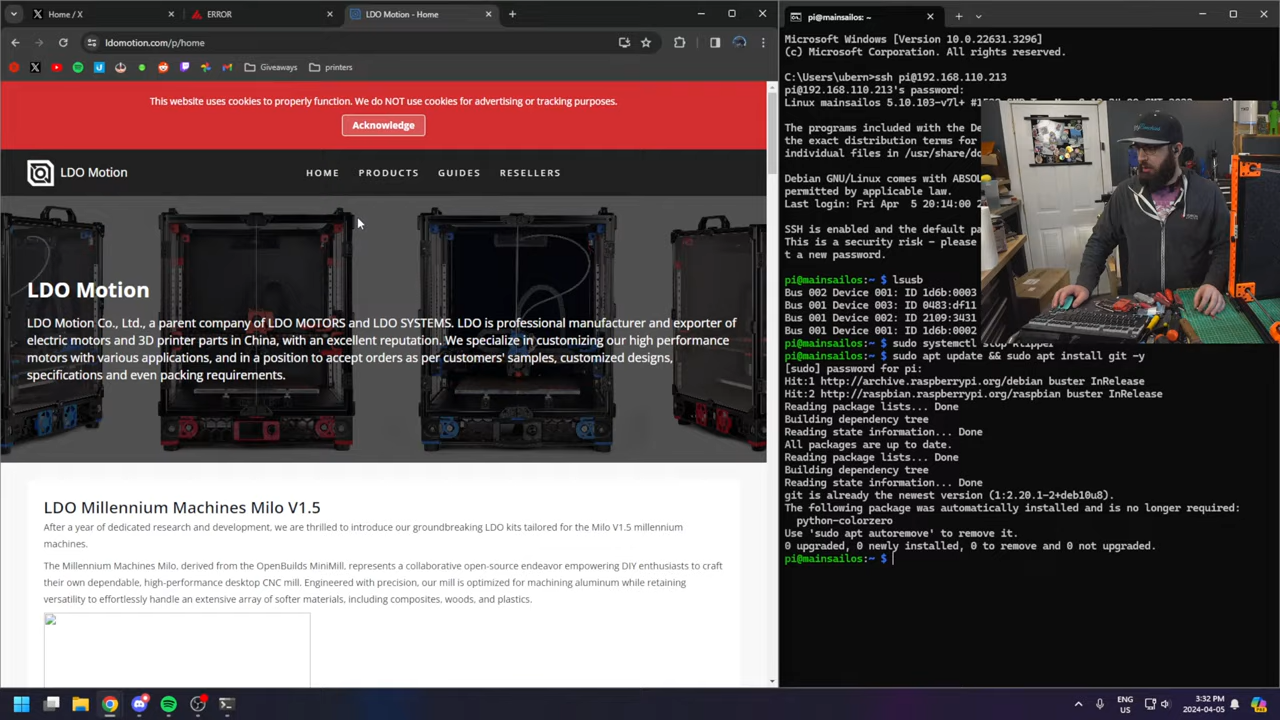 Home / X
ERROR
LDO Motion - Home
ldomotion.com/p/home
Giveaways
printers
This website uses cookies to properly function. We do NOT use cookies for advertising or tracking purposes.
Acknowledge
LDO Motion
HOME
PRODUCTS
GUIDES
RESELLERS
LDO Motion
LDO Motion Co., Ltd., a parent company of LDO MOTORS and LDO SYSTEMS. LDO is professional manufacturer and exporter of
electric motors and 3D printer parts in China, with an excellent reputation. We specialize in customizing our high performance
motors with various applications, and in a position to accept orders as per customers' samples, customized designs,
specifications and even packing requirements.
LDO Millennium Machines Milo V1.5
After a year of dedicated research and development, we are thrilled to introduce our groundbreaking LDO kits tailored for the Milo V1.5 millennium
machines.
The Millennium Machines Milo, derived from the OpenBuilds MiniMill, represents a collaborative open-source endeavor empowering DIY enthusiasts to craft
their own dependable, high-performance desktop CNC mill. Engineered with precision, our mill is optimized for machining aluminum while retaining
versatility to effortlessly handle an extensive array of softer materials, including composites, woods, and plastics.
pi@mainsailos: ~
Microsoft Windows [Version 10.0.22631.3296]
(c) Microsoft Corporation. All rights reserved.
C:\Users\ubern>ssh pi@192.168.110.213
pi@192.168.110.213's password:
Linux mainsailos 5.10.103-v7l+
The programs included with the De
the exact distribution terms for
individual files in /usr/share/do
Debian GNU/Linux comes with ABSOL
permitted by applicable law.
Last login: Fri Apr  5 20:14:00 2
SSH is enabled and the default pa
This is a security risk - please
t a new password.
pi@mainsailos:~ $ lsusb
Bus 002 Device 001: ID 1d6b:0003
Bus 001 Device 003: ID 0483:df11
Bus 001 Device 002: ID 2109:3431
Bus 001 Device 001: ID 1d6b:0002
pi@mainsailos:~ $ sudo systemctl stop klipper
pi@mainsailos:~ $ sudo apt update && sudo apt install git -y
[sudo] password for pi:
Hit:1 http://archive.raspberrypi.org/debian buster InRelease
Hit:2 http://raspbian.raspberrypi.org/raspbian buster InRelease
Reading package lists... Done
Building dependency tree
Reading state information... Done
All packages are up to date.
Reading package lists... Done
Building dependency tree
Reading state information... Done
git is already the newest version (1:2.20.1-2+deb10u8).
The following package was automatically installed and is no longer required:
python-colorzero
Use 'sudo apt autoremove' to remove it.
0 upgraded, 0 newly installed, 0 to remove and 0 not upgraded.
pi@mainsailos:~ $
ENG
US
3:32 PM
2024-04-05